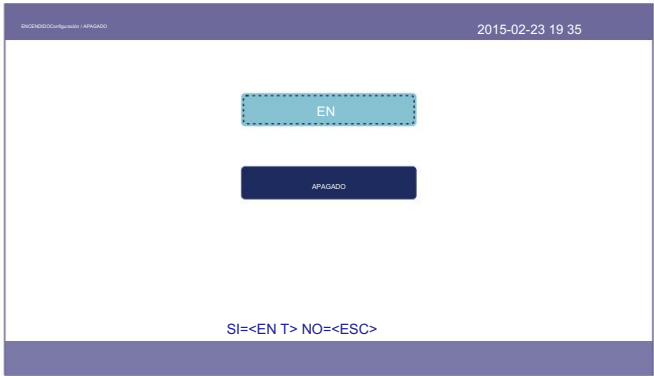 ENCENDIDOConfiguración / APAGADO
2015-02-23 19 35
EN
APAGADO
SI=<EN T> NO=<ESC>